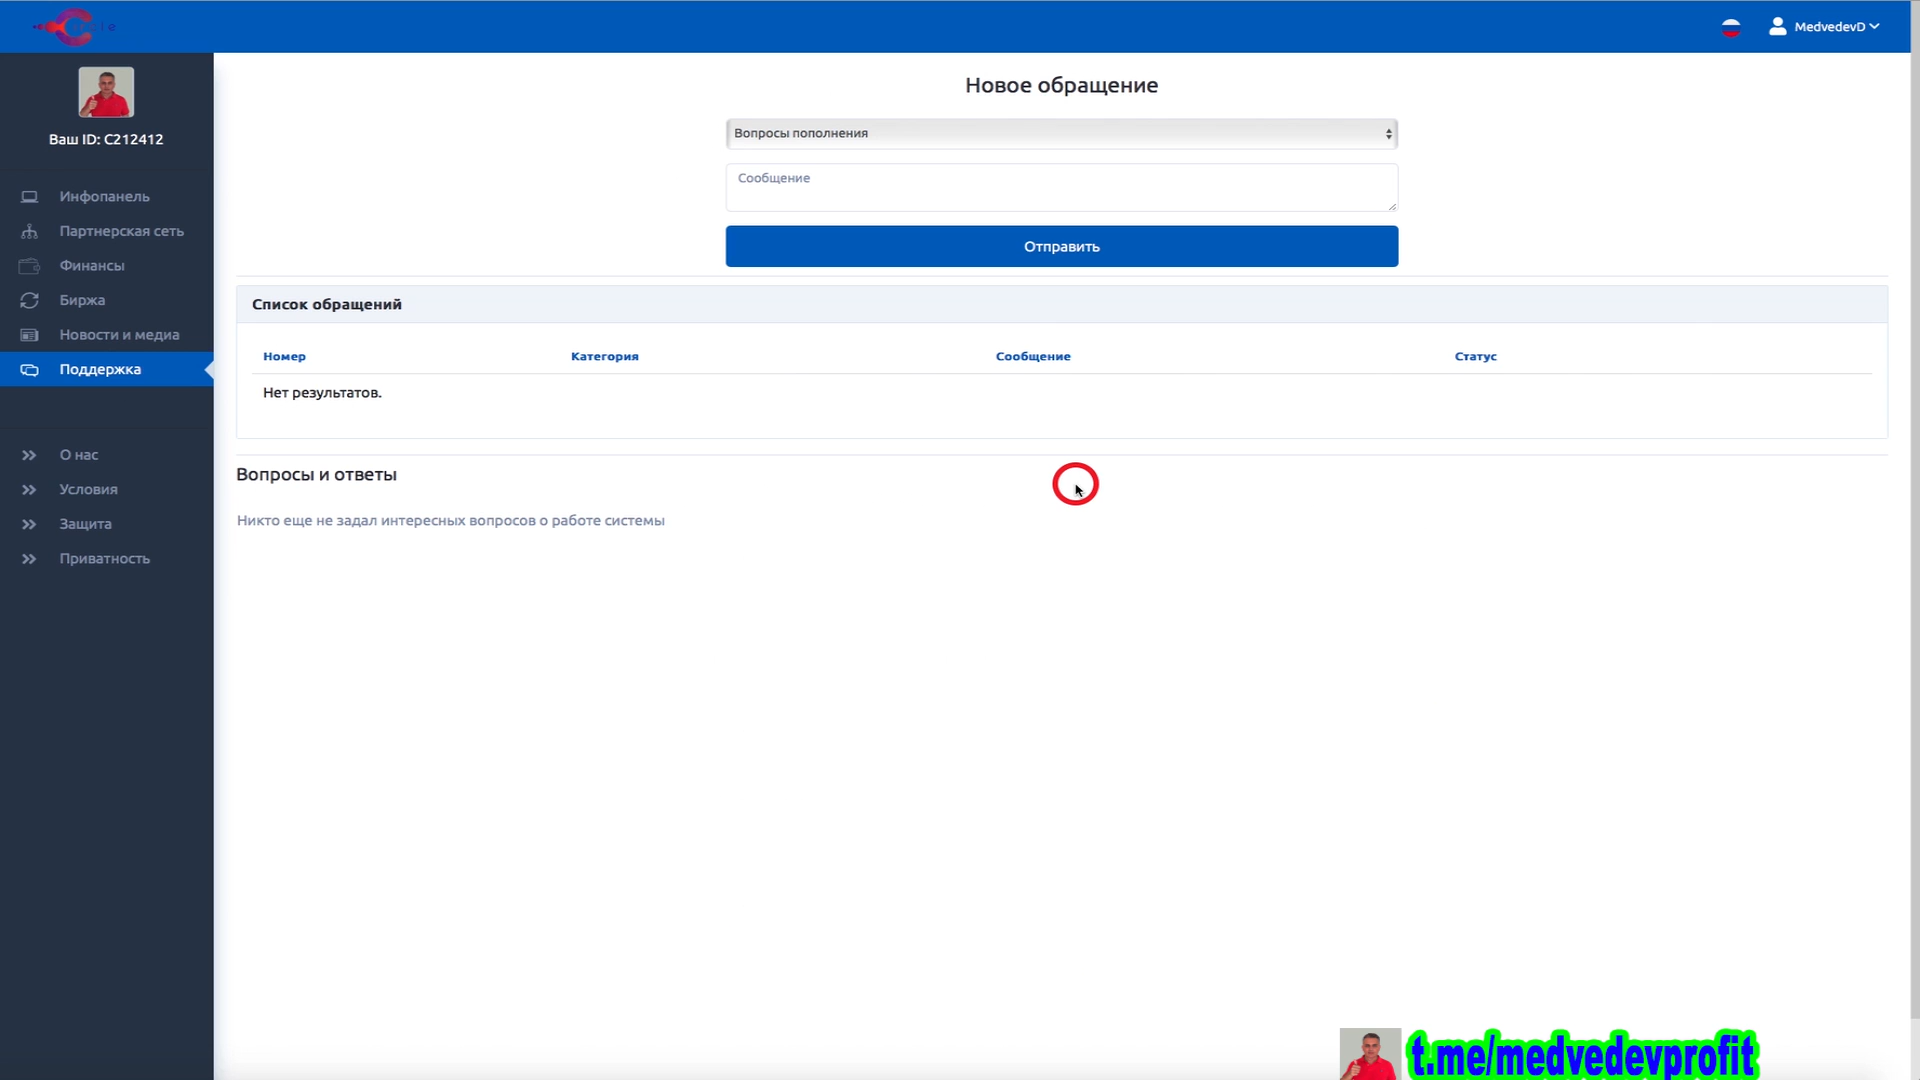 MedvedevD
Ваш ID: C212412
Инфопанель
Партнерская сеть
Финансы
Биржа
Новости и медиа
Поддержка
О нас
Условия
Защита
Приватность
Новое обращение
Вопросы пополнения
Сообщение
Отправить
Список обращений
Номер Категория Сообщение Статус
Нет результатов.
Вопросы и ответы
Никто еще не задал интересных вопросов о работе системы
t.me/medvedevprofit